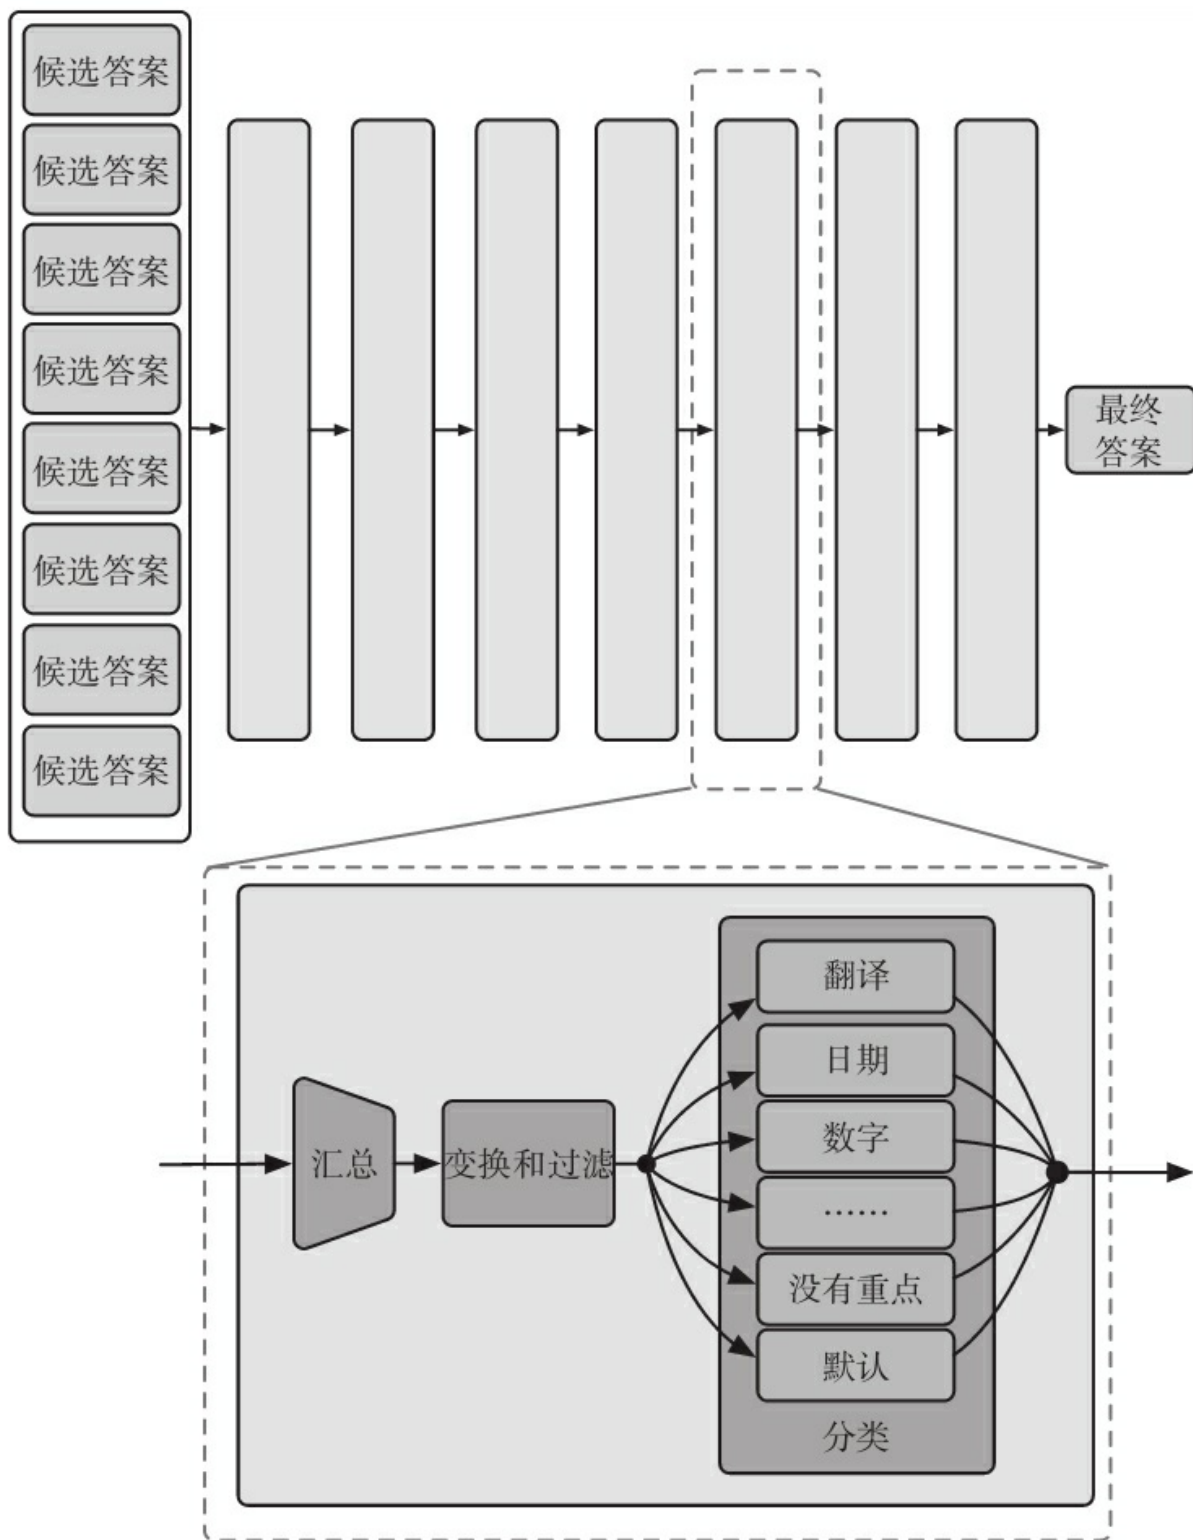 候选答案
候选答案
候选答案
候选答案
候选答案
候选答案
候选答案
候选答案
最终
答案
汇总
变换和过滤
翻译
日期
数字
……
没有重点
默认
分类